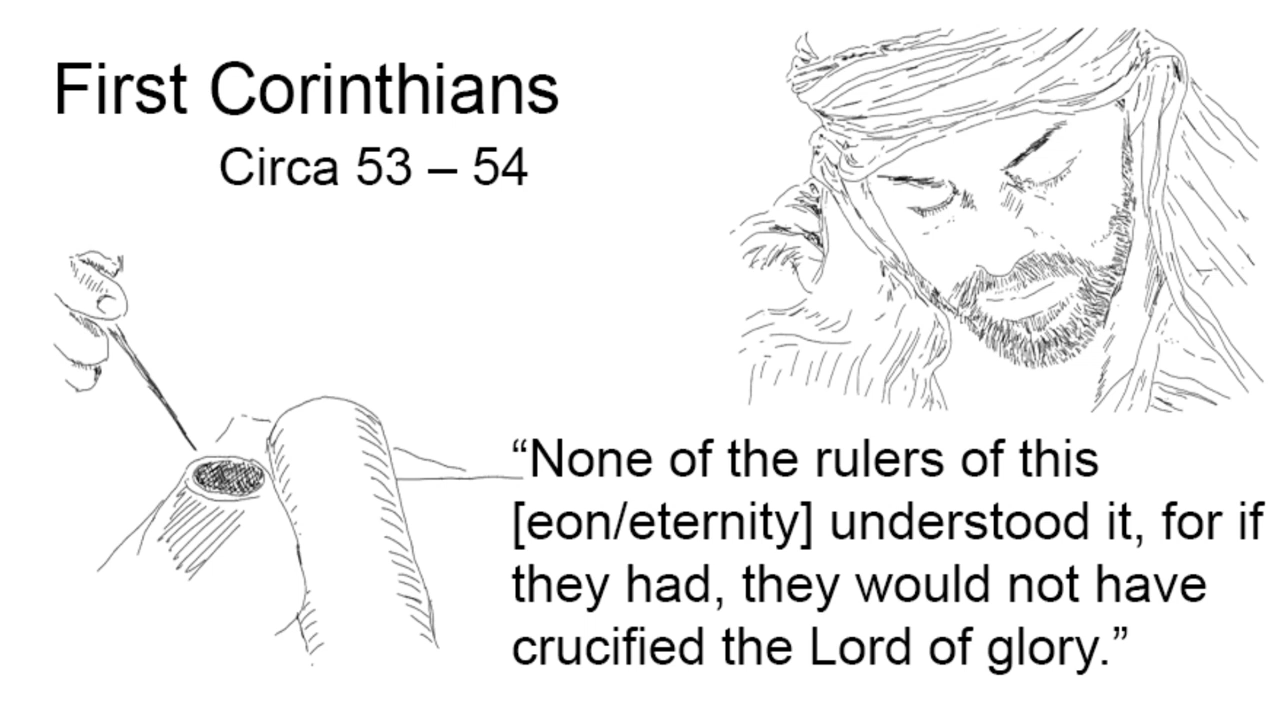 First Corinthians
Circa 53 – 54
“None of the rulers of this
[eon/eternity] understood it, for if
they had, they would not have
crucified the Lord of glory.”